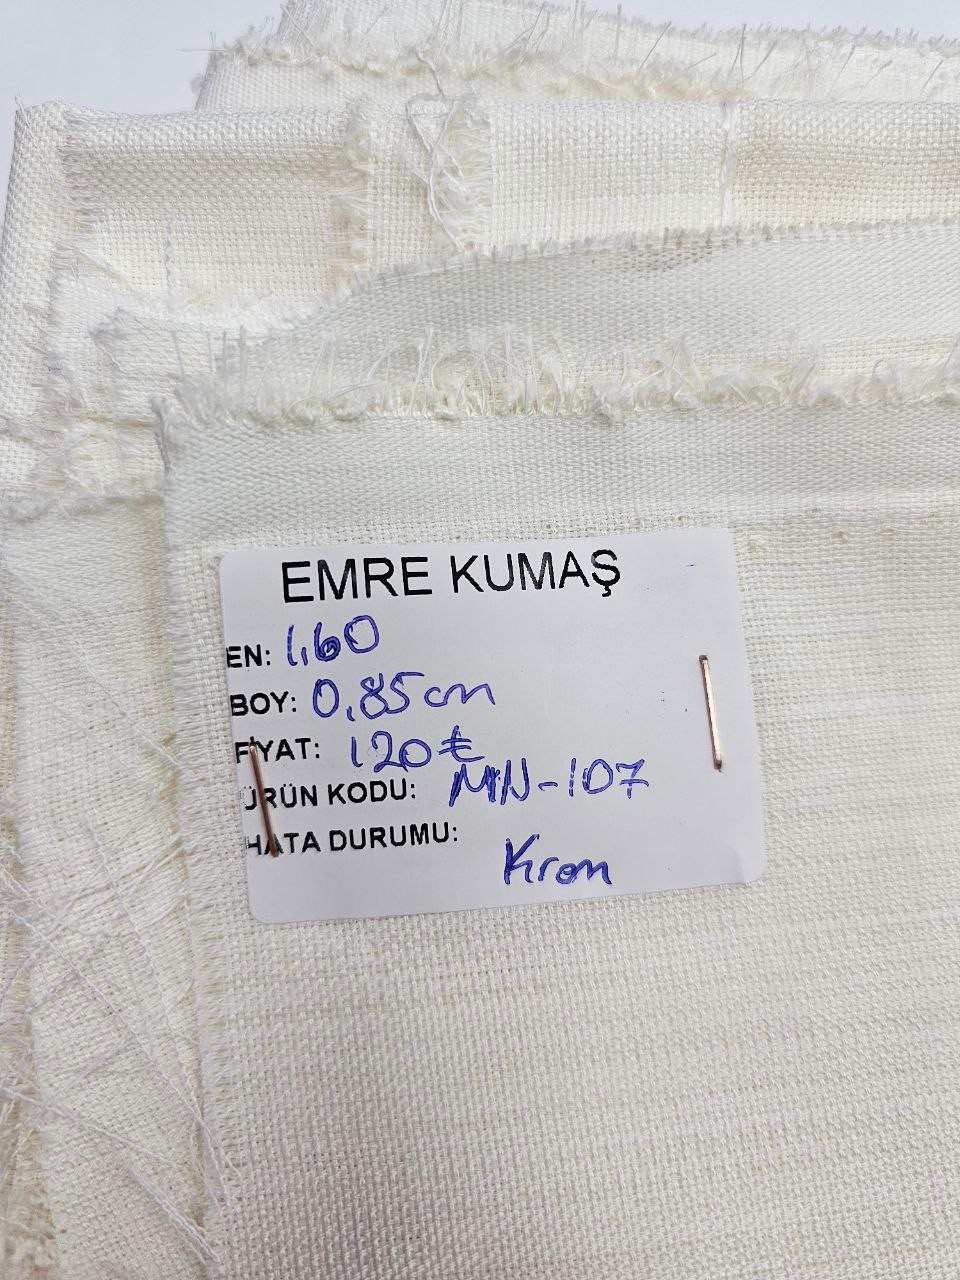 EMRE KUMAŞ
EN: 1,60
BOY: 0,85 cm
FİYAT: 120 ₺
ÜRÜN KODU: MN-107
HATA DURUMU:
Krem